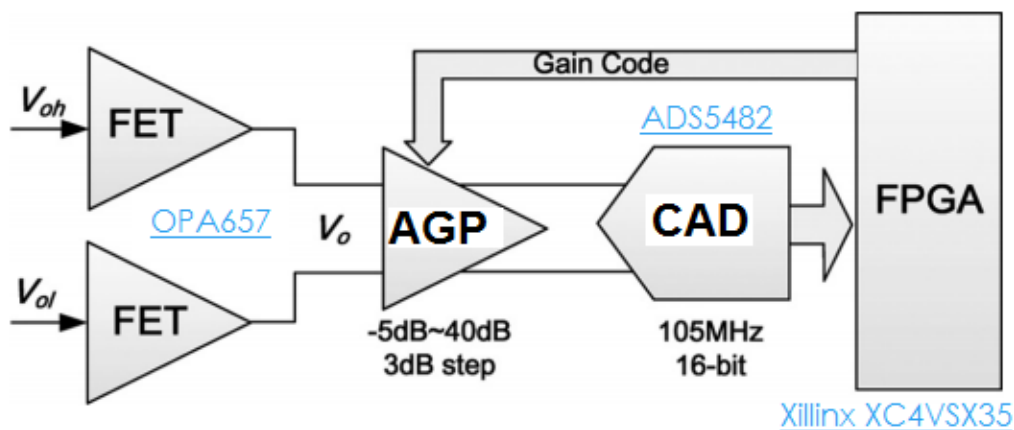 Gain Code
V_oh
FET
ADS5482
FPGA
OPA657
V_o
AGP
CAD
V_ol
FET
-5dB~40dB
3dB step
105MHz
16-bit
Xillinx XC4VSX35